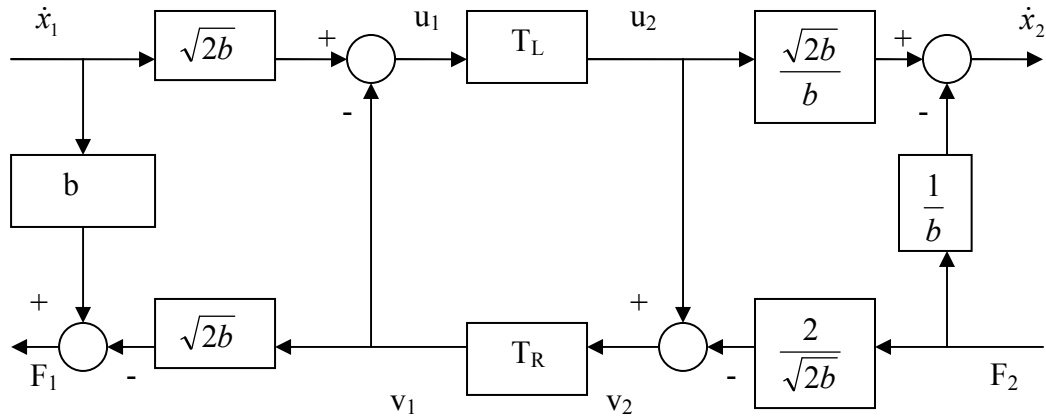 ẋ₁ √2b + u₁ T_L u₂ √2b/b + ẋ₂
- -
b 1/b
+ √2b + 2/√2b
F₁ - T_R - F₂
v₁ v₂